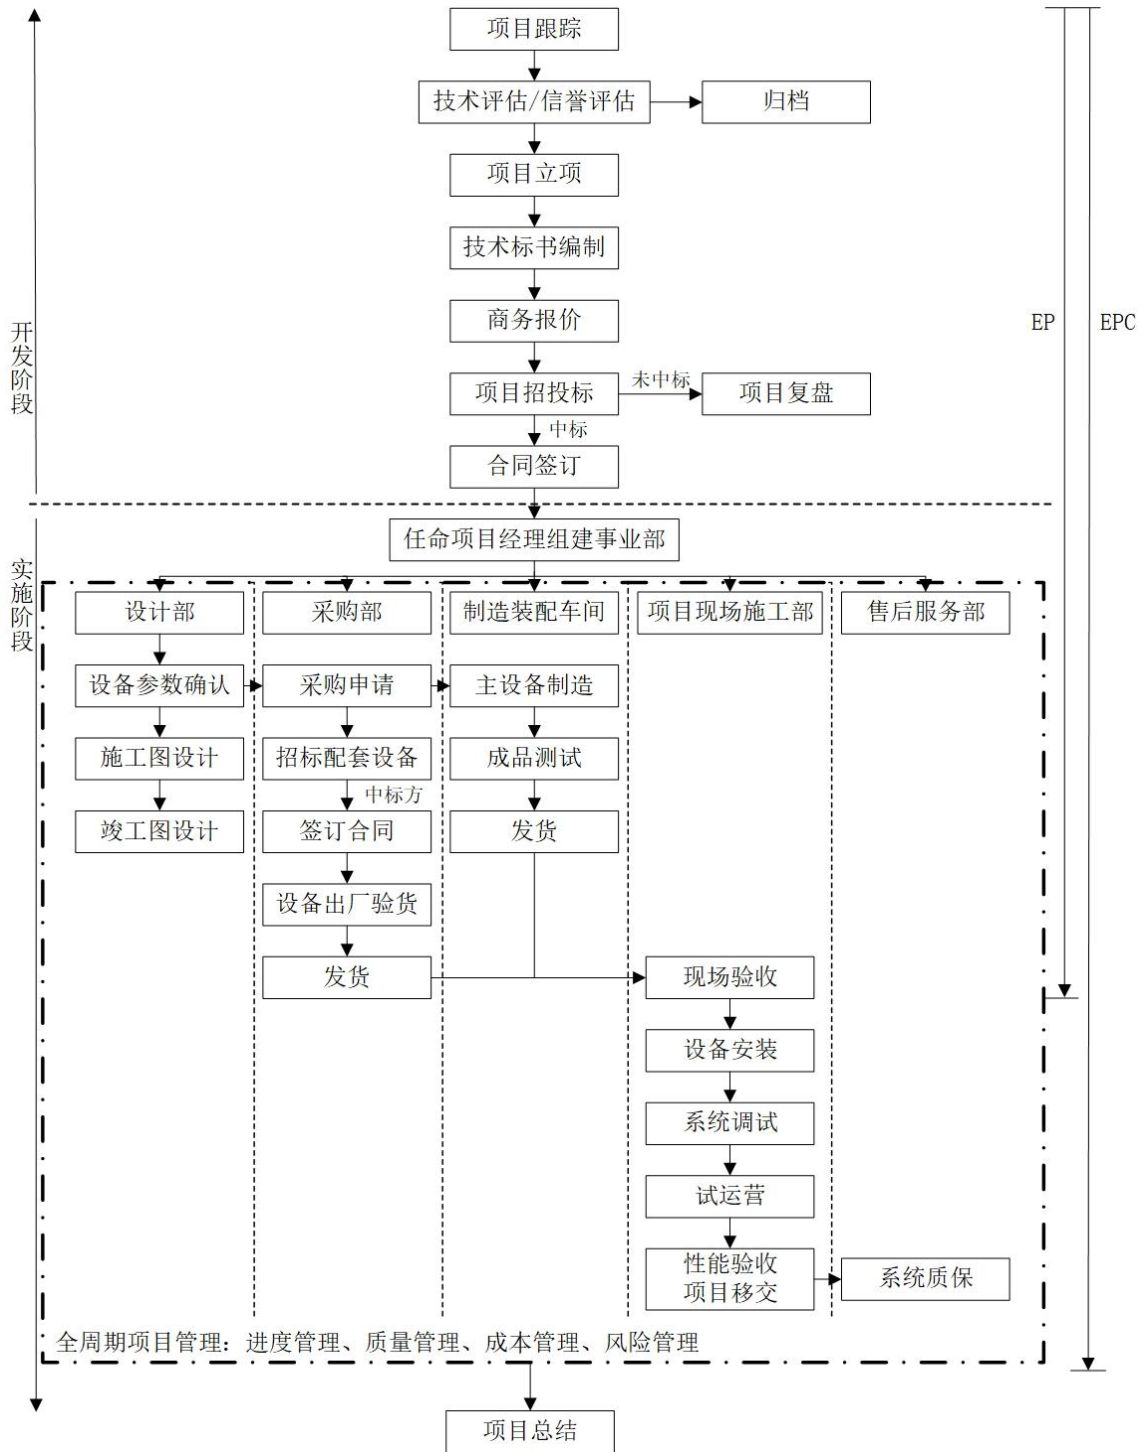 项目跟踪
技术评估/信誉评估
归档
项目立项
技术标书编制
商务报价
开发阶段
EP
EPC
项目招投标
未中标
项目复盘
中标
合同签订
任命项目经理组建事业部
实施阶段
设计部
采购部
制造装配车间
项目现场施工部
售后服务部
设备参数确认
采购申请
主设备制造
施工图设计
招标配套设备
成品测试
中标方
竣工图设计
签订合同
发货
设备出厂验货
发货
现场验收
设备安装
系统调试
试运营
性能验收
项目移交
系统质保
全周期项目管理：进度管理、质量管理、成本管理、风险管理
项目总结